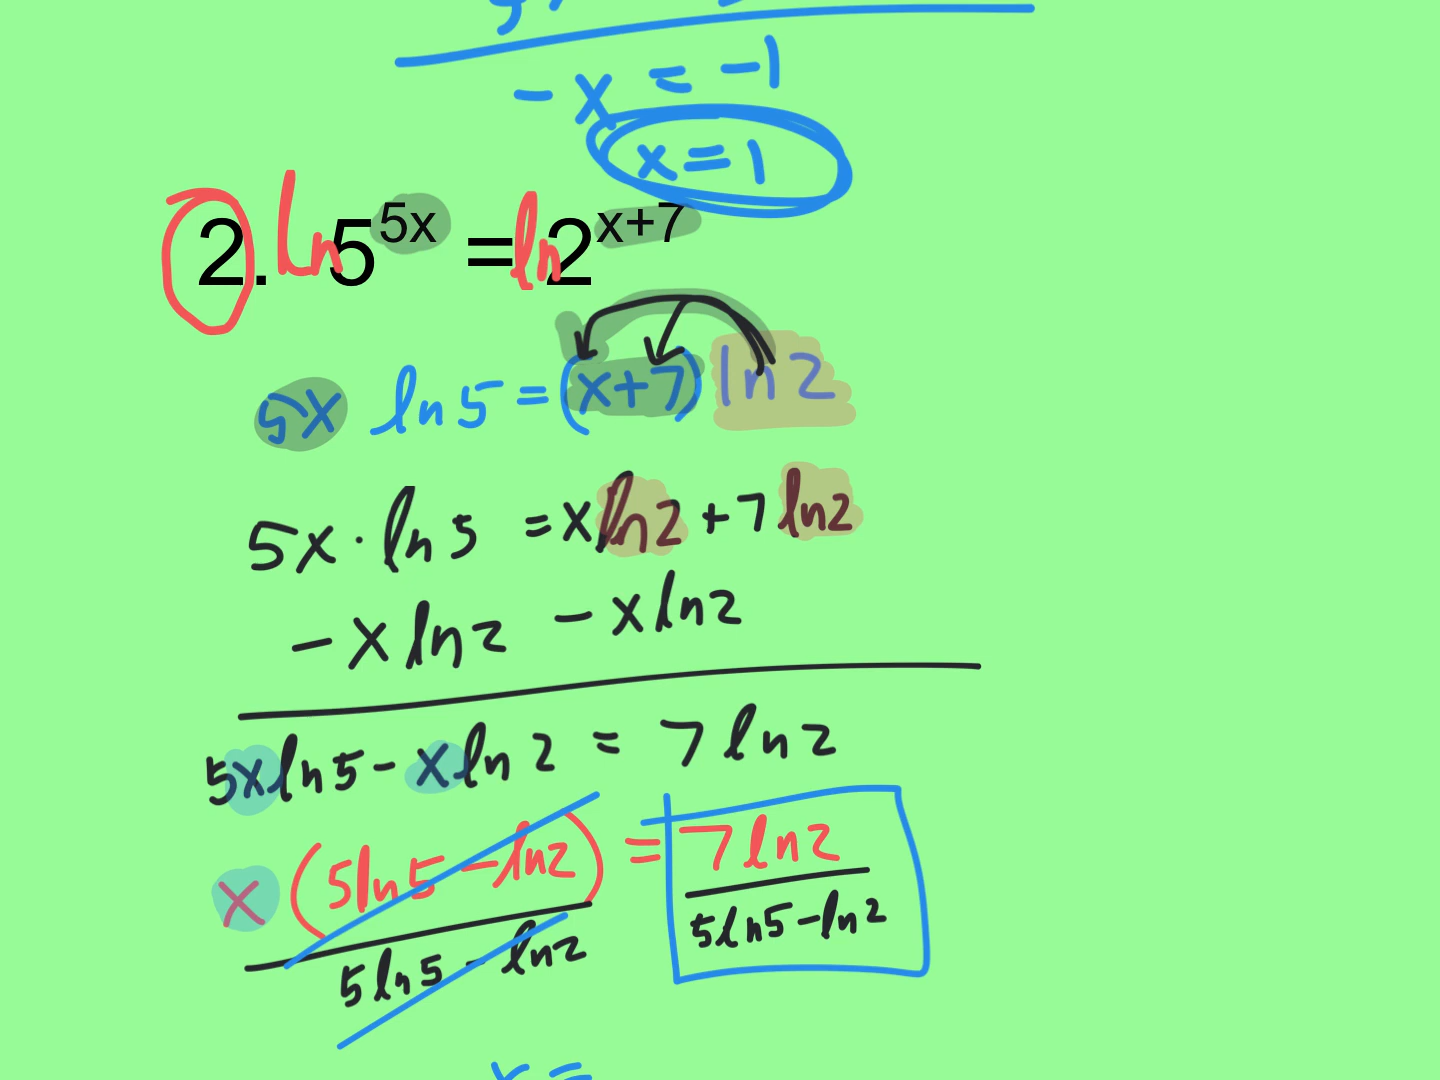 - x = -1
x = 1
2. ln 5^5x = ln 2^x+7
5x ln 5 = (x+7) ln 2
5x · ln 5 = x ln 2 + 7 ln 2
- x ln 2 - x ln 2
5x ln 5 - x ln 2 = 7 ln 2
x (5 ln 5 - ln 2) = 7 ln 2
5 ln 5 - ln 2 5 ln 5 - ln 2
x =